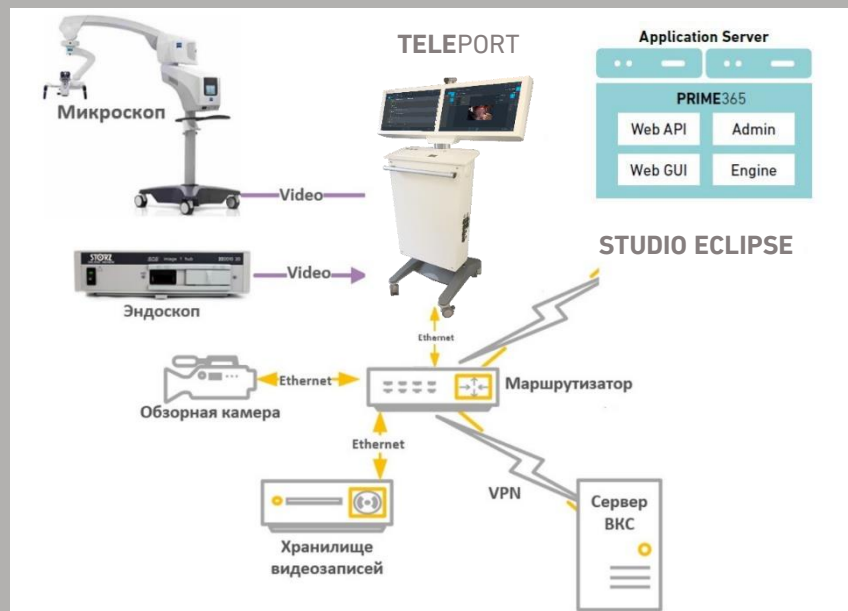 TELEPORT
Application Server
PRIME365
Web API
Admin
Web GUI
Engine
Микроскоп
Video
STUDIO ECLIPSE
STORZ
Video
Эндоскоп
Ethernet
Ethernet
Маршрутизатор
Обзорная камера
Ethernet
VPN
Сервер
ВКС
Хранилище
видеозаписей